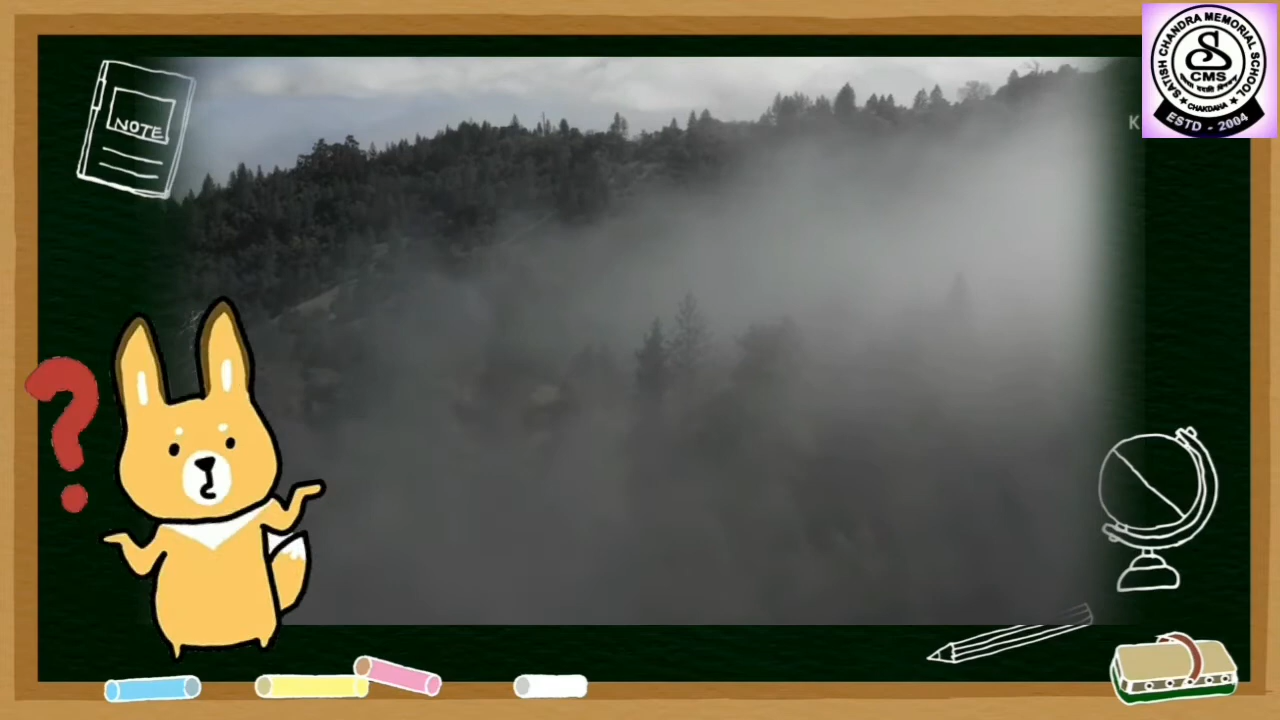 NOTE
K
SATISH CHANDRA MEMORIAL SCHOOL
S
CMS
★ CHAKDAHA ★
ESTD - 2004